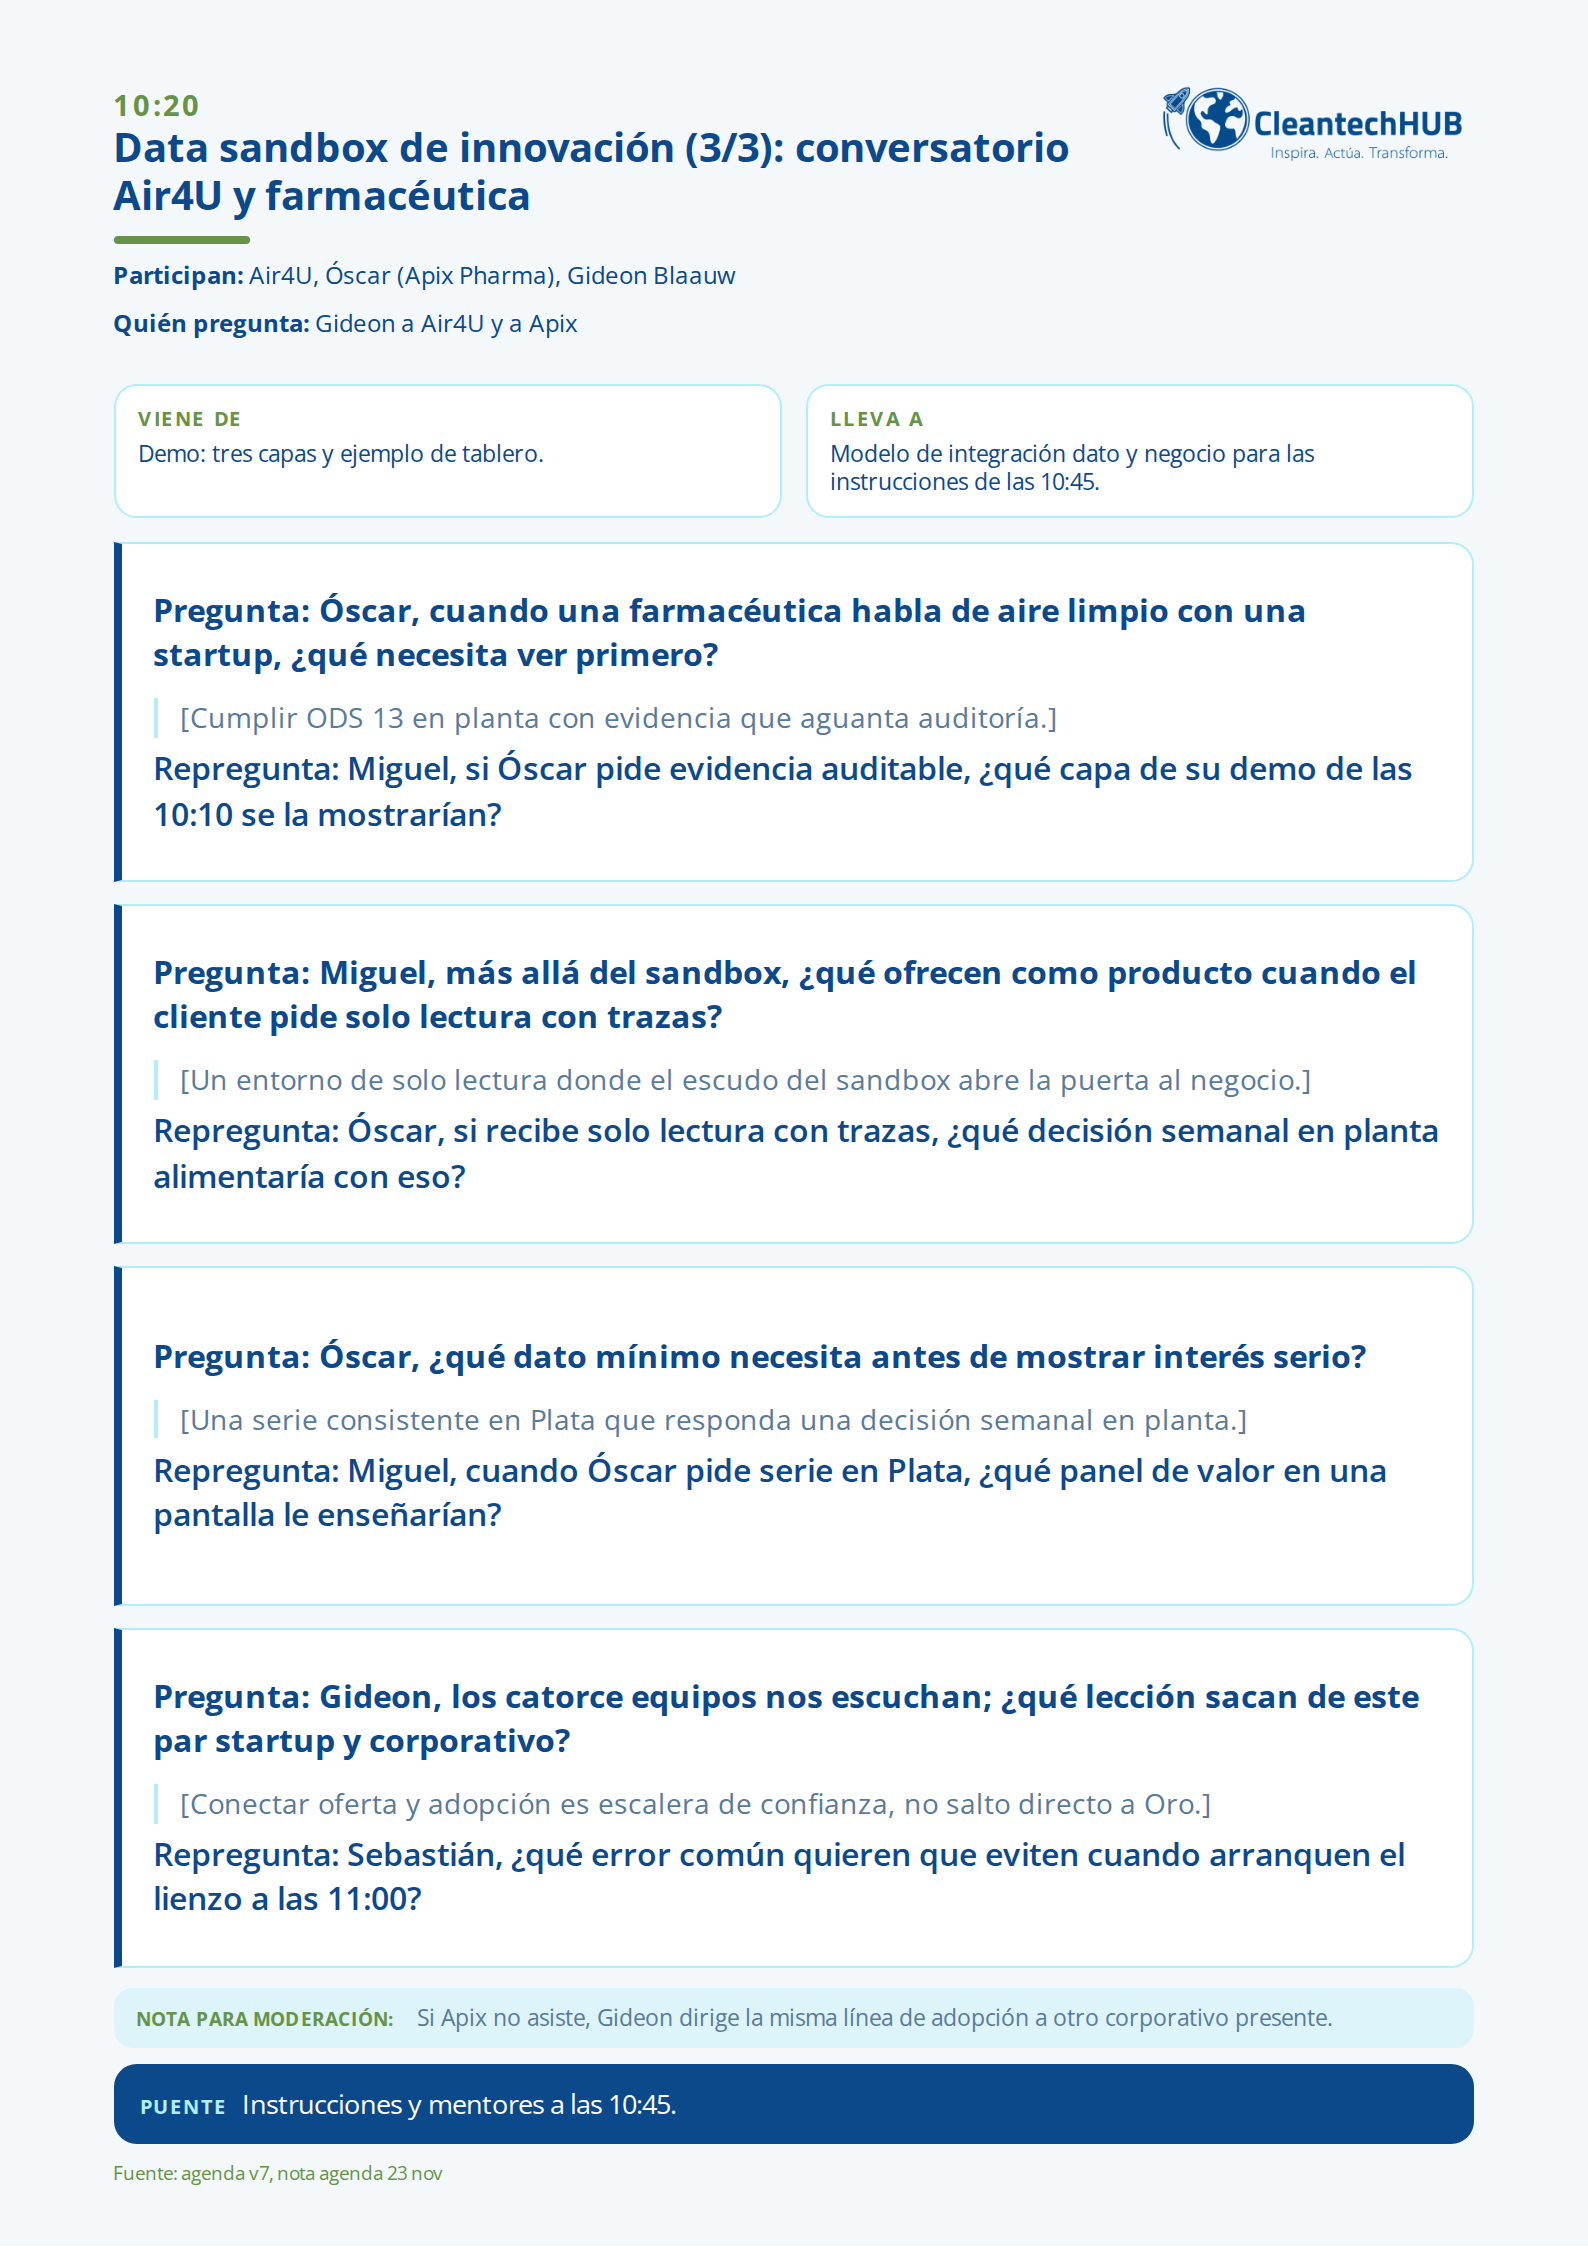 10:20
Data sandbox de innovación (3/3): conversatorio
Air4U y farmacéutica
CleantechHUB
Inspira. Actúa. Transforma.
Participan: Air4U, Óscar (Apix Pharma), Gideon Blaauw
Quién pregunta: Gideon a Air4U y a Apix
VIENE DE
Demo: tres capas y ejemplo de tablero.
LLEVA A
Modelo de integración dato y negocio para las
instrucciones de las 10:45.
Pregunta: Óscar, cuando una farmacéutica habla de aire limpio con una
startup, ¿qué necesita ver primero?
[Cumplir ODS 13 en planta con evidencia que aguanta auditoría.]
Repregunta: Miguel, si Óscar pide evidencia auditable, ¿qué capa de su demo de las
10:10 se la mostrarían?
Pregunta: Miguel, más allá del sandbox, ¿qué ofrecen como producto cuando el
cliente pide solo lectura con trazas?
[Un entorno de solo lectura donde el escudo del sandbox abre la puerta al negocio.]
Repregunta: Óscar, si recibe solo lectura con trazas, ¿qué decisión semanal en planta
alimentaría con eso?
Pregunta: Óscar, ¿qué dato mínimo necesita antes de mostrar interés serio?
[Una serie consistente en Plata que responda una decisión semanal en planta.]
Repregunta: Miguel, cuando Óscar pide serie en Plata, ¿qué panel de valor en una
pantalla le enseñarían?
Pregunta: Gideon, los catorce equipos nos escuchan; ¿qué lección sacan de este
par startup y corporativo?
[Conectar oferta y adopción es escalera de confianza, no salto directo a Oro.]
Repregunta: Sebastián, ¿qué error común quieren que eviten cuando arranquen el
lienzo a las 11:00?
NOTA PARA MODERACIÓN: Si Apix no asiste, Gideon dirige la misma línea de adopción a otro corporativo presente.
PUENTE Instrucciones y mentores a las 10:45.
Fuente: agenda v7, nota agenda 23 nov